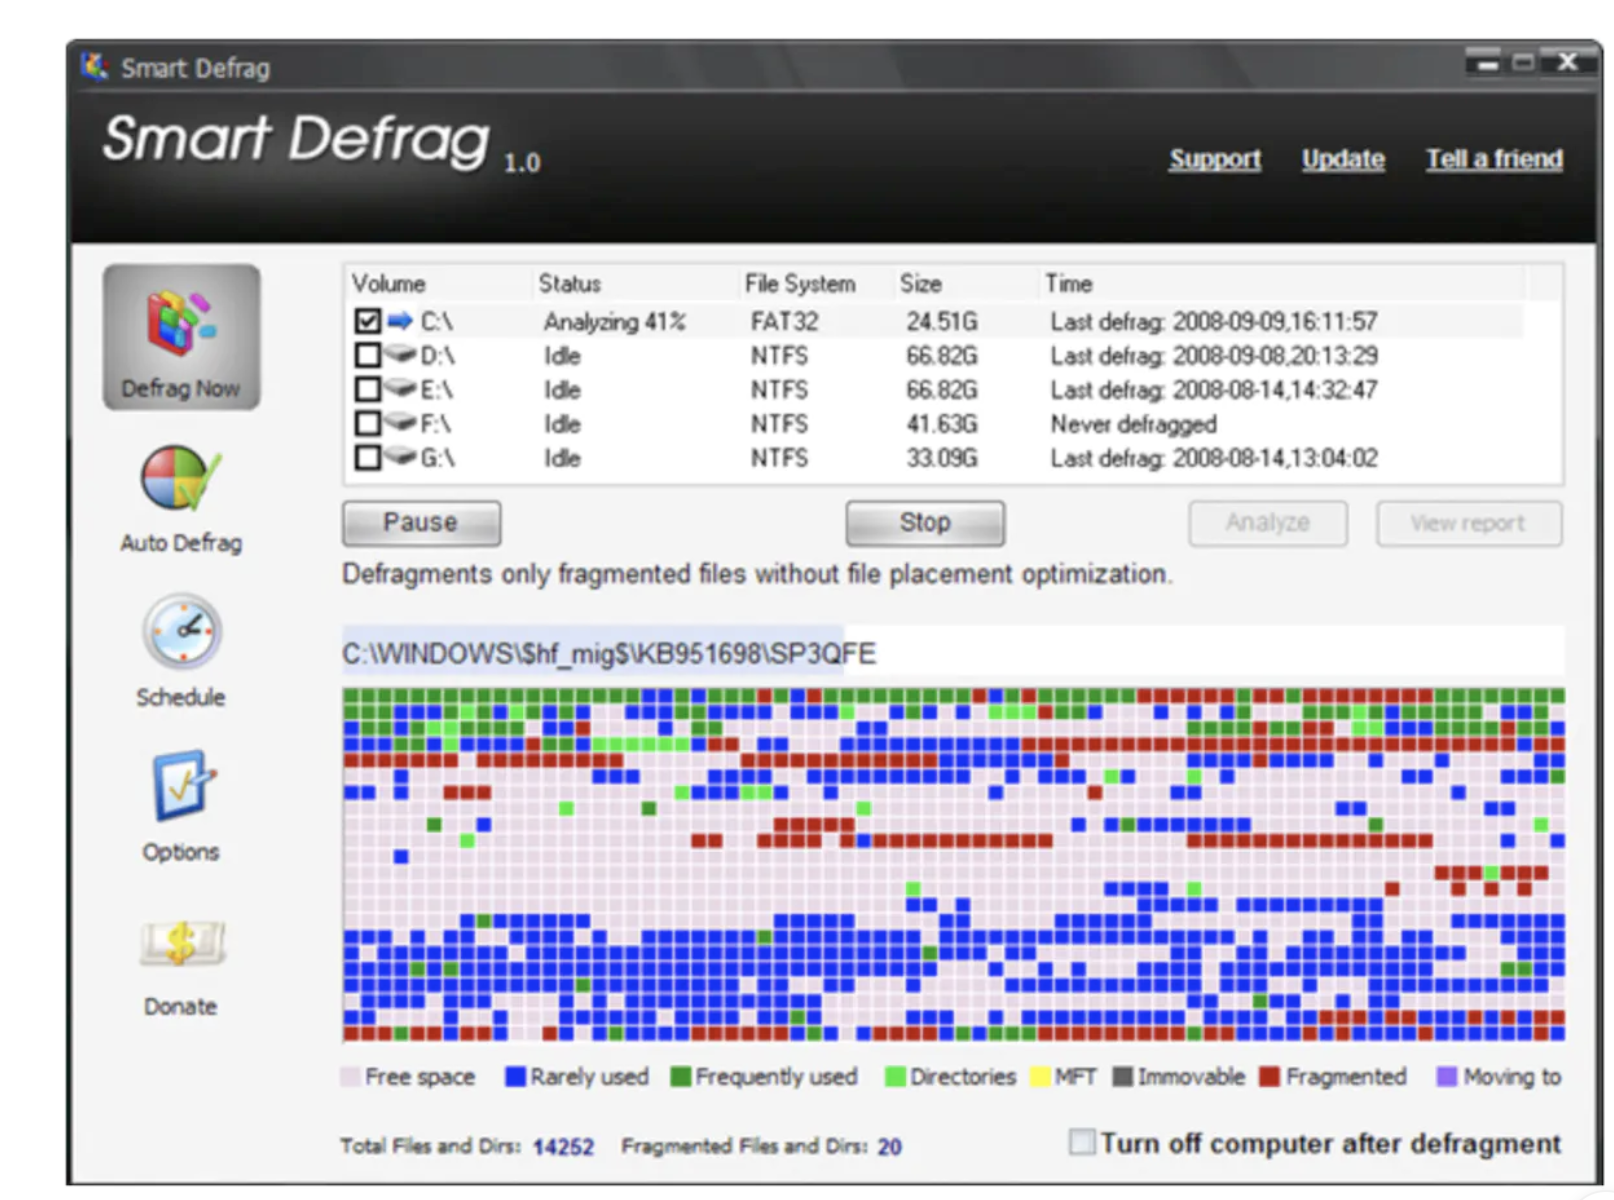 Smart Defrag
Smart Defrag 1.0
Support Update Tell a friend
Volume Status File System Size Time
C:\ Analyzing 41% FAT32 24.51G Last defrag: 2008-09-09,16:11:57
D:\ Idle NTFS 66.82G Last defrag: 2008-09-08,20:13:29
E:\ Idle NTFS 66.82G Last defrag: 2008-08-14,14:32:47
F:\ Idle NTFS 41.63G Never defragged
G:\ Idle NTFS 33.09G Last defrag: 2008-08-14,13:04:02
Defrag Now
Auto Defrag
Schedule
Options
Donate
Pause Stop Analyze View report
Defragments only fragmented files without file placement optimization.
C:\WINDOWS\$hf_mig$\KB951698\SP3QFE
Free space Rarely used Frequently used Directories MFT Immovable Fragmented Moving to
Total Files and Dirs: 14252 Fragmented Files and Dirs: 20
Turn off computer after defragment